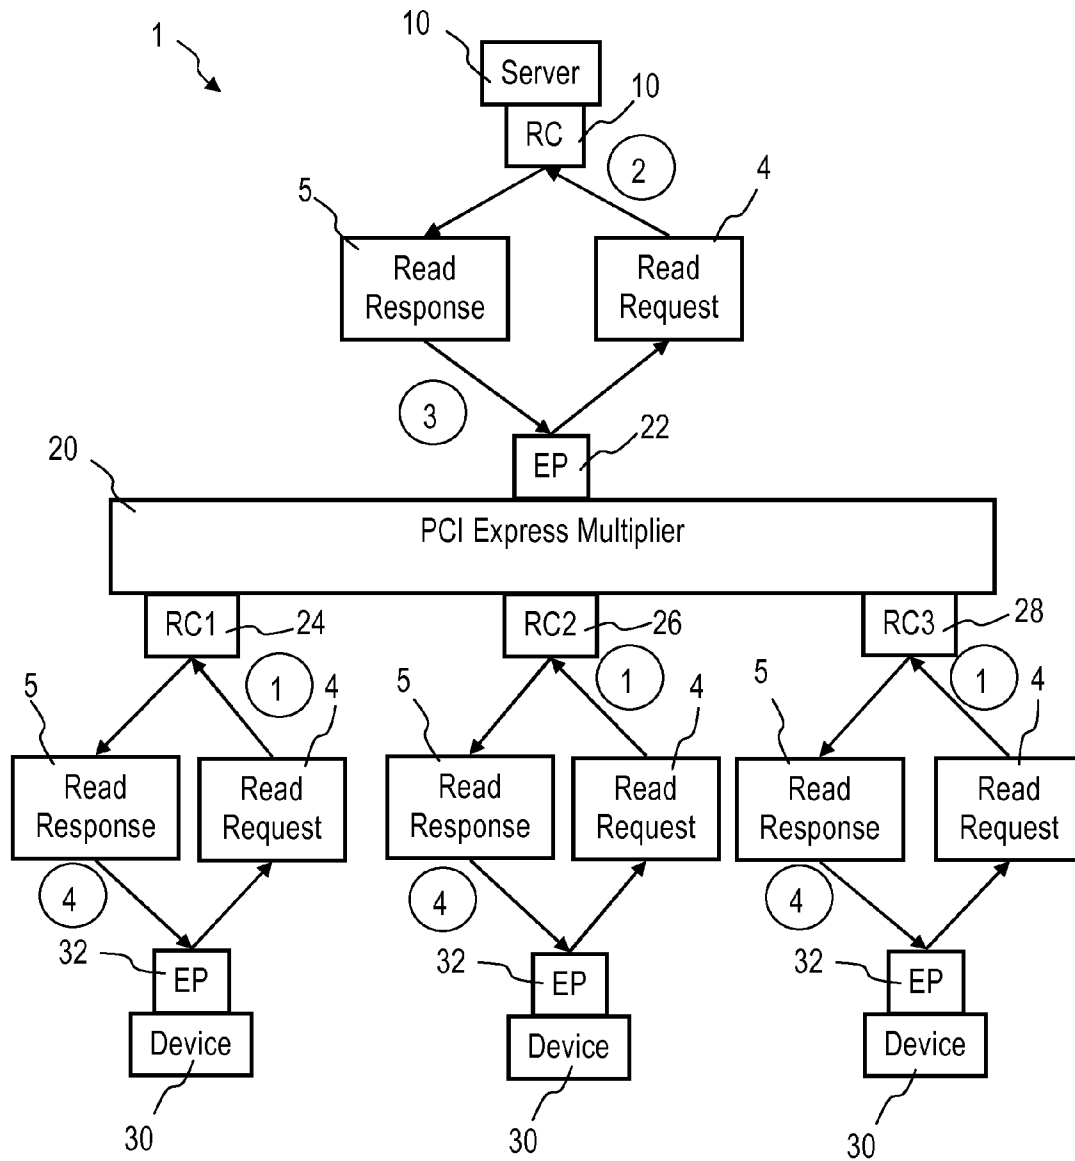 1
10
Server
10
RC
2
5
4
Read
Response
Read
Request
3
22
EP
20
PCI Express Multiplier
RC1
24
RC2
26
RC3
28
5
1
4
5
1
4
5
1
4
Read
Response
Read
Request
Read
Response
Read
Request
Read
Response
Read
Request
4
4
4
32
EP
32
EP
32
EP
Device
Device
Device
30
30
30